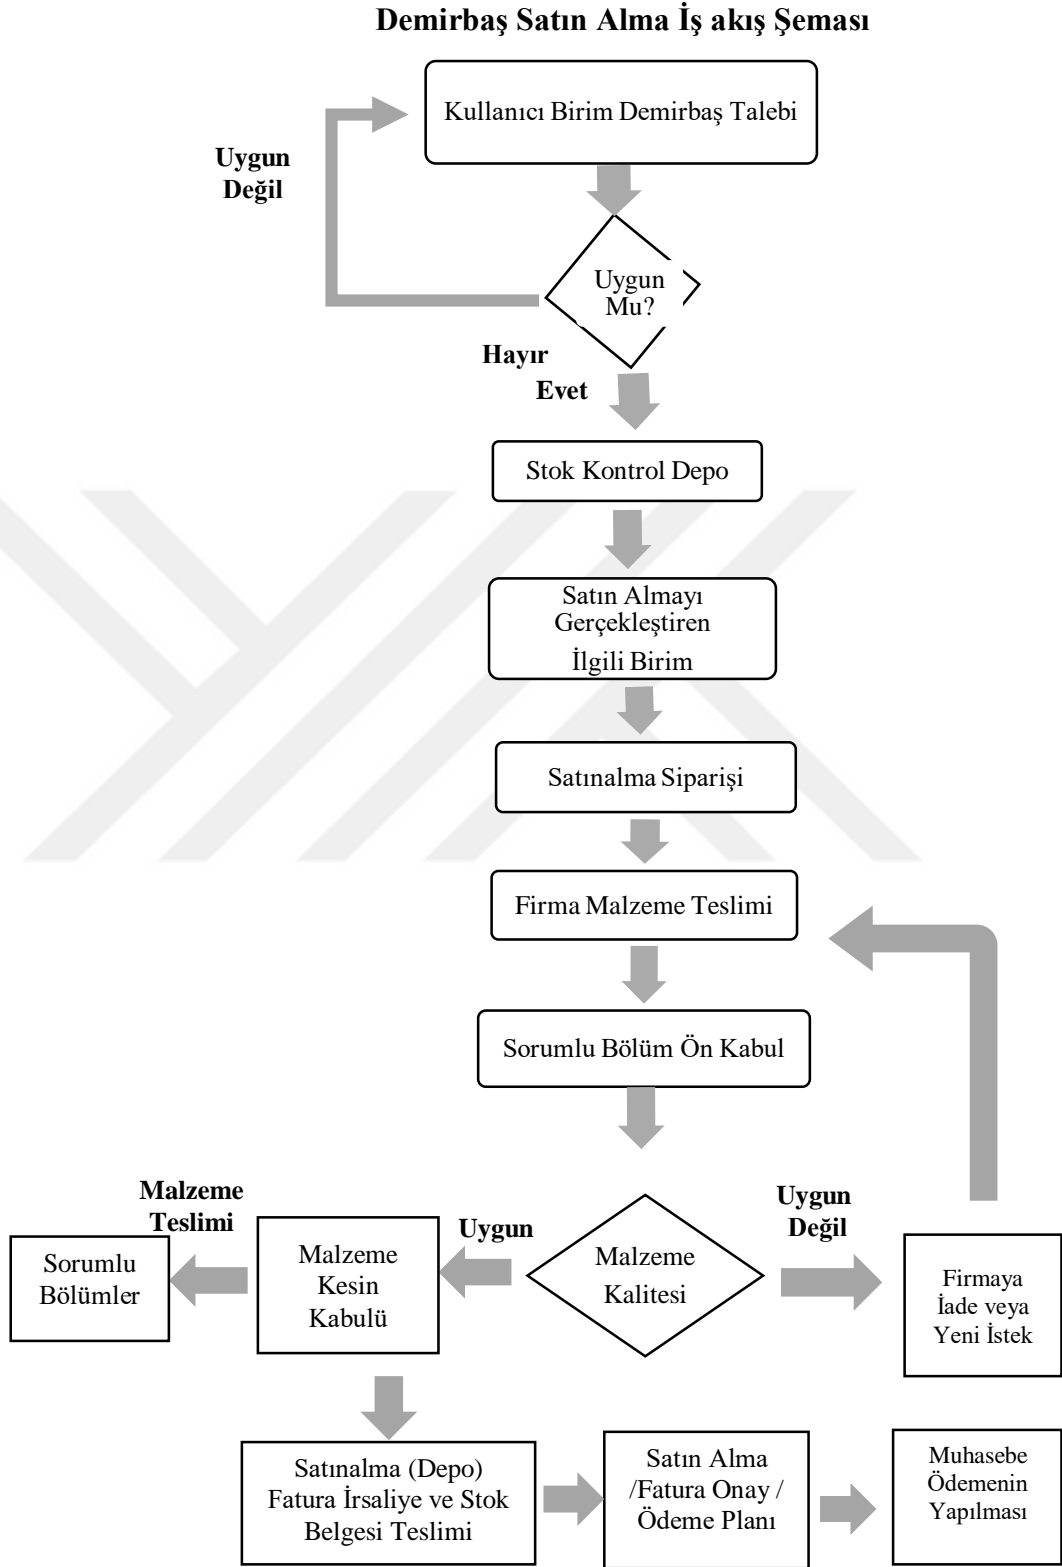 Demirbaş Satın Alma İş akış Şeması
Kullanıcı Birim Demirbaş Talebi
Uygun
Değil
Uygun
Mu?
Hayır
Evet
Stok Kontrol Depo
Satın Almayı
Gerçekleştiren
İlgili Birim
Satınalma Siparişi
Firma Malzeme Teslimi
Sorumlu Bölüm Ön Kabul
Malzeme
Teslimi
Sorumlu
Bölümler
Malzeme
Kesin
Kabulü
Uygun
Malzeme
Kalitesi
Uygun
Değil
Firmaya
İade veya
Yeni İstek
Satınalma (Depo)
Fatura İrsaliye ve Stok
Belgesi Teslimi
Satın Alma
/Fatura Onay /
Ödeme Planı
Muhasebe
Ödemenin
Yapılması